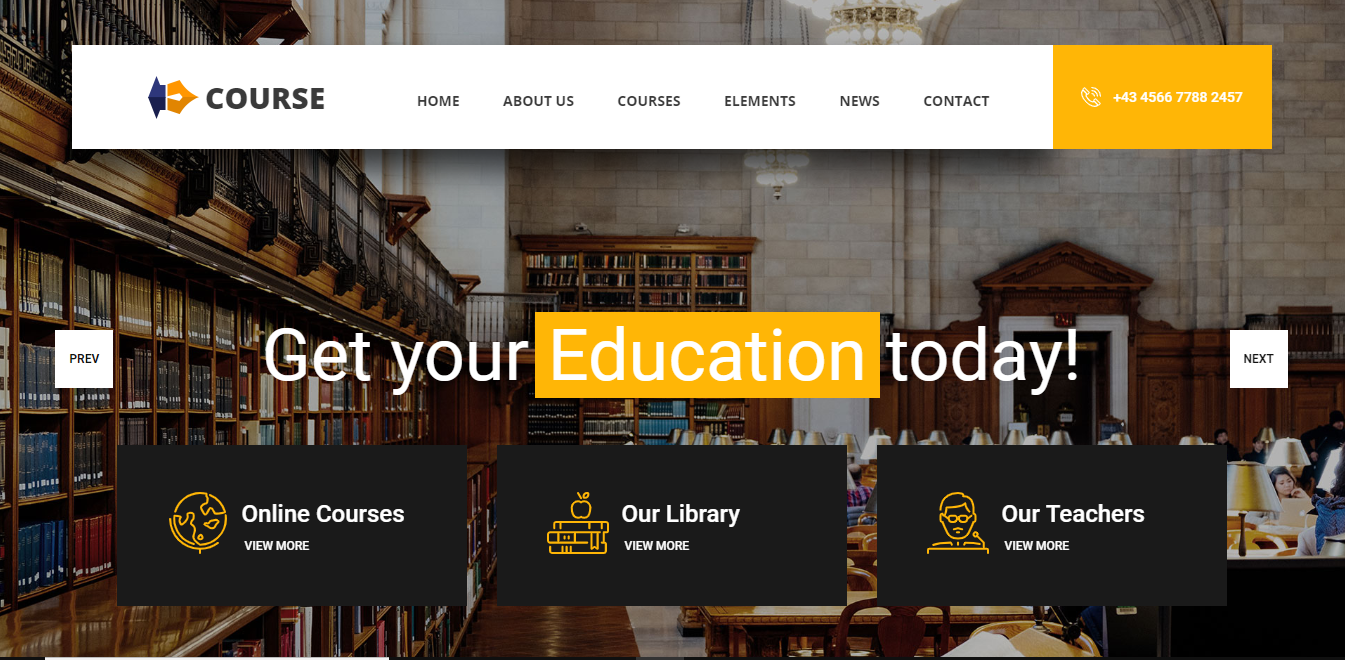 COURSE
HOME ABOUT US COURSES ELEMENTS NEWS CONTACT
+43 4566 7788 2457
PREV
Get your Education today!
NEXT
Online Courses
VIEW MORE
Our Library
VIEW MORE
Our Teachers
VIEW MORE